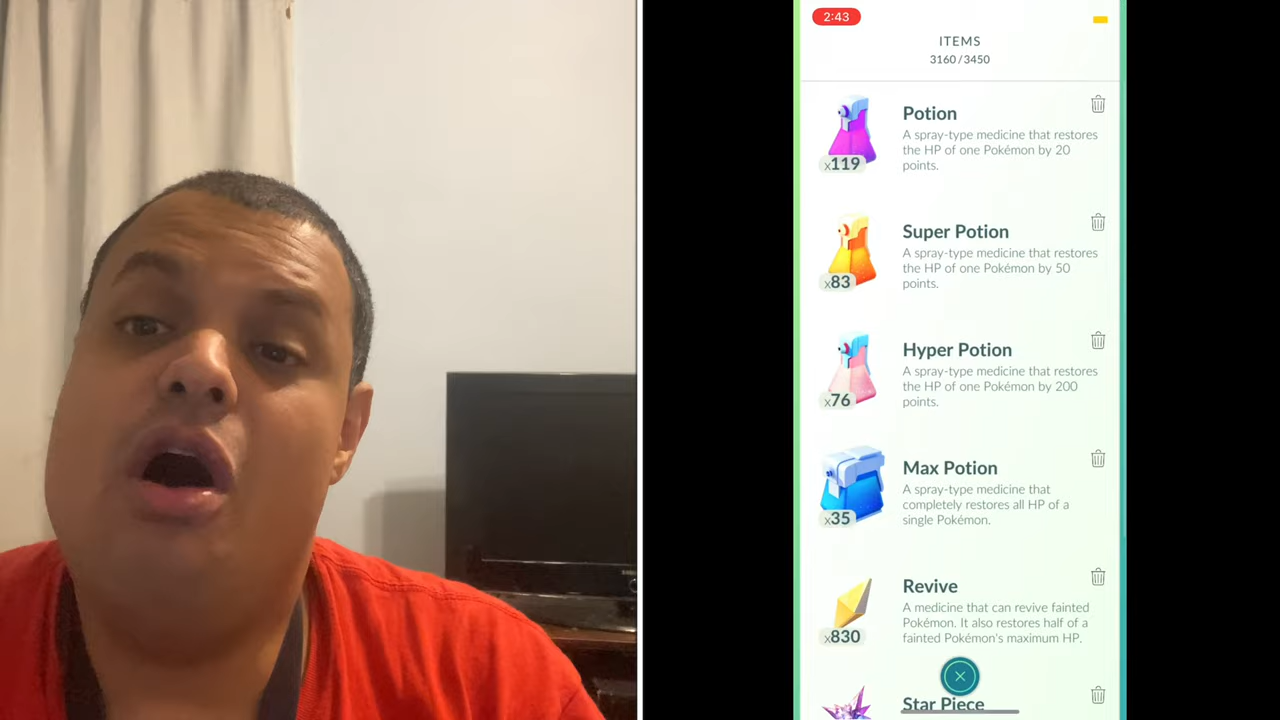 2:43
ITEMS
3160/3450
Potion
A spray-type medicine that restores
the HP of one Pokémon by 20
points.
x119
Super Potion
A spray-type medicine that restores
the HP of one Pokémon by 50
points.
x83
Hyper Potion
A spray-type medicine that restores
the HP of one Pokémon by 200
points.
x76
Max Potion
A spray-type medicine that
completely restores all HP of a
single Pokémon.
x35
Revive
A medicine that can revive fainted
Pokémon. It also restores half of a
fainted Pokémon's maximum HP.
x830
Star Piece